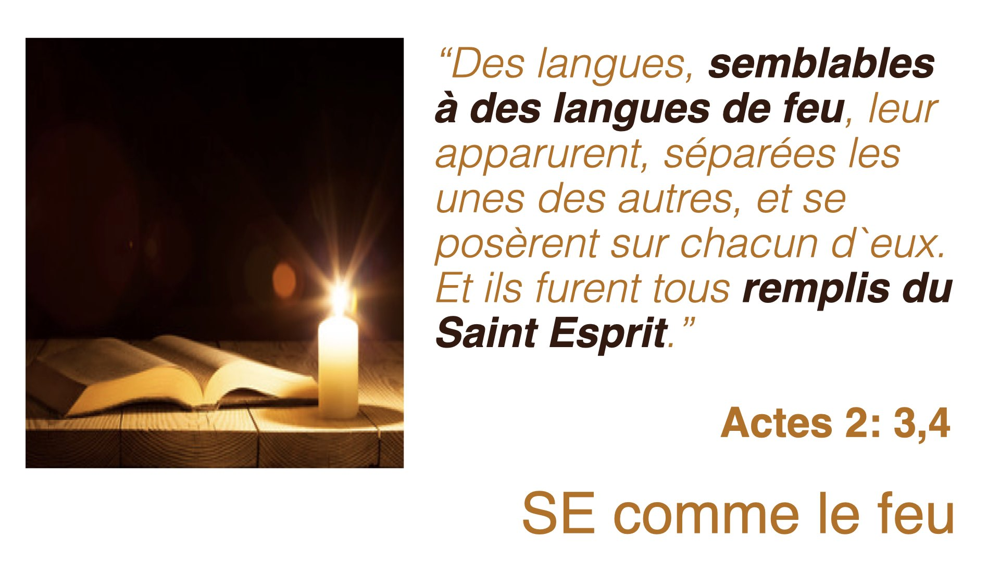 “Des langues, semblables
à des langues de feu, leur
apparurent, séparées les
unes des autres, et se
posèrent sur chacun d`eux.
Et ils furent tous remplis du
Saint Esprit.”
Actes 2: 3,4
SE comme le feu